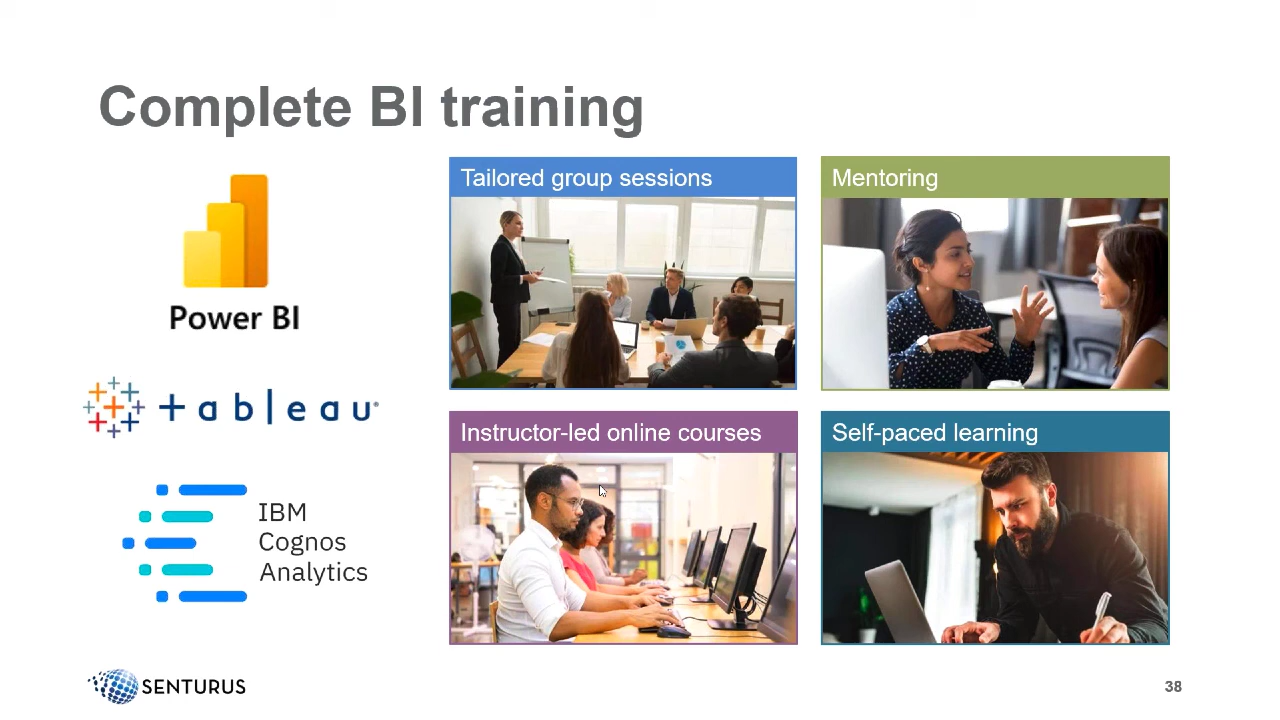 Complete BI training
Power BI
+ableau®
IBM
Cognos
Analytics
Tailored group sessions
Mentoring
Instructor-led online courses
Self-paced learning
SENTURUS
38